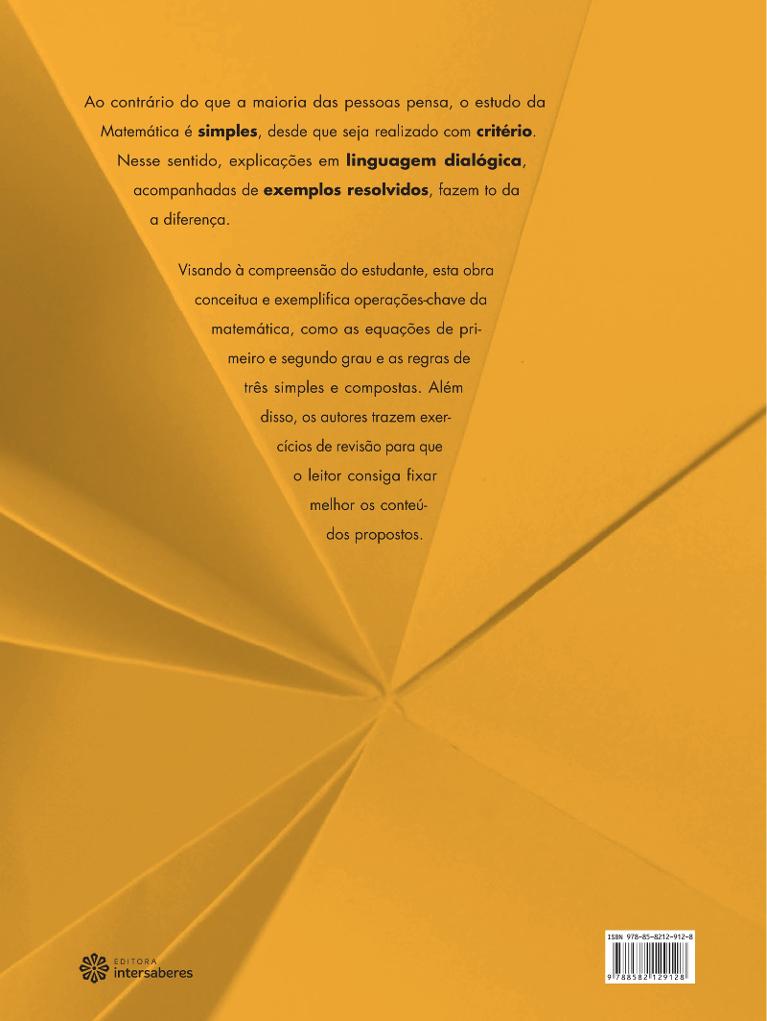 Ao contrário do que a maioria das pessoas pensa, o estudo da
Matemática é simples, desde que seja realizado com critério.
Nesse sentido, explicações em linguagem dialógica,
acompanhadas de exemplos resolvidos, fazem to da
a diferença.
Visando à compreensão do estudante, esta obra
conceitua e exemplifica operações-chave da
matemática, como as equações de pri-
meiro e segundo grau e as regras de
três simples e compostas. Além
disso, os autores trazem exer-
cícios de revisão para que
o leitor consiga fixar
melhor os conteú-
dos propostos.
EDITORA
intersaberes
ISBN 978-85-8212-912-8
9 788582 129128